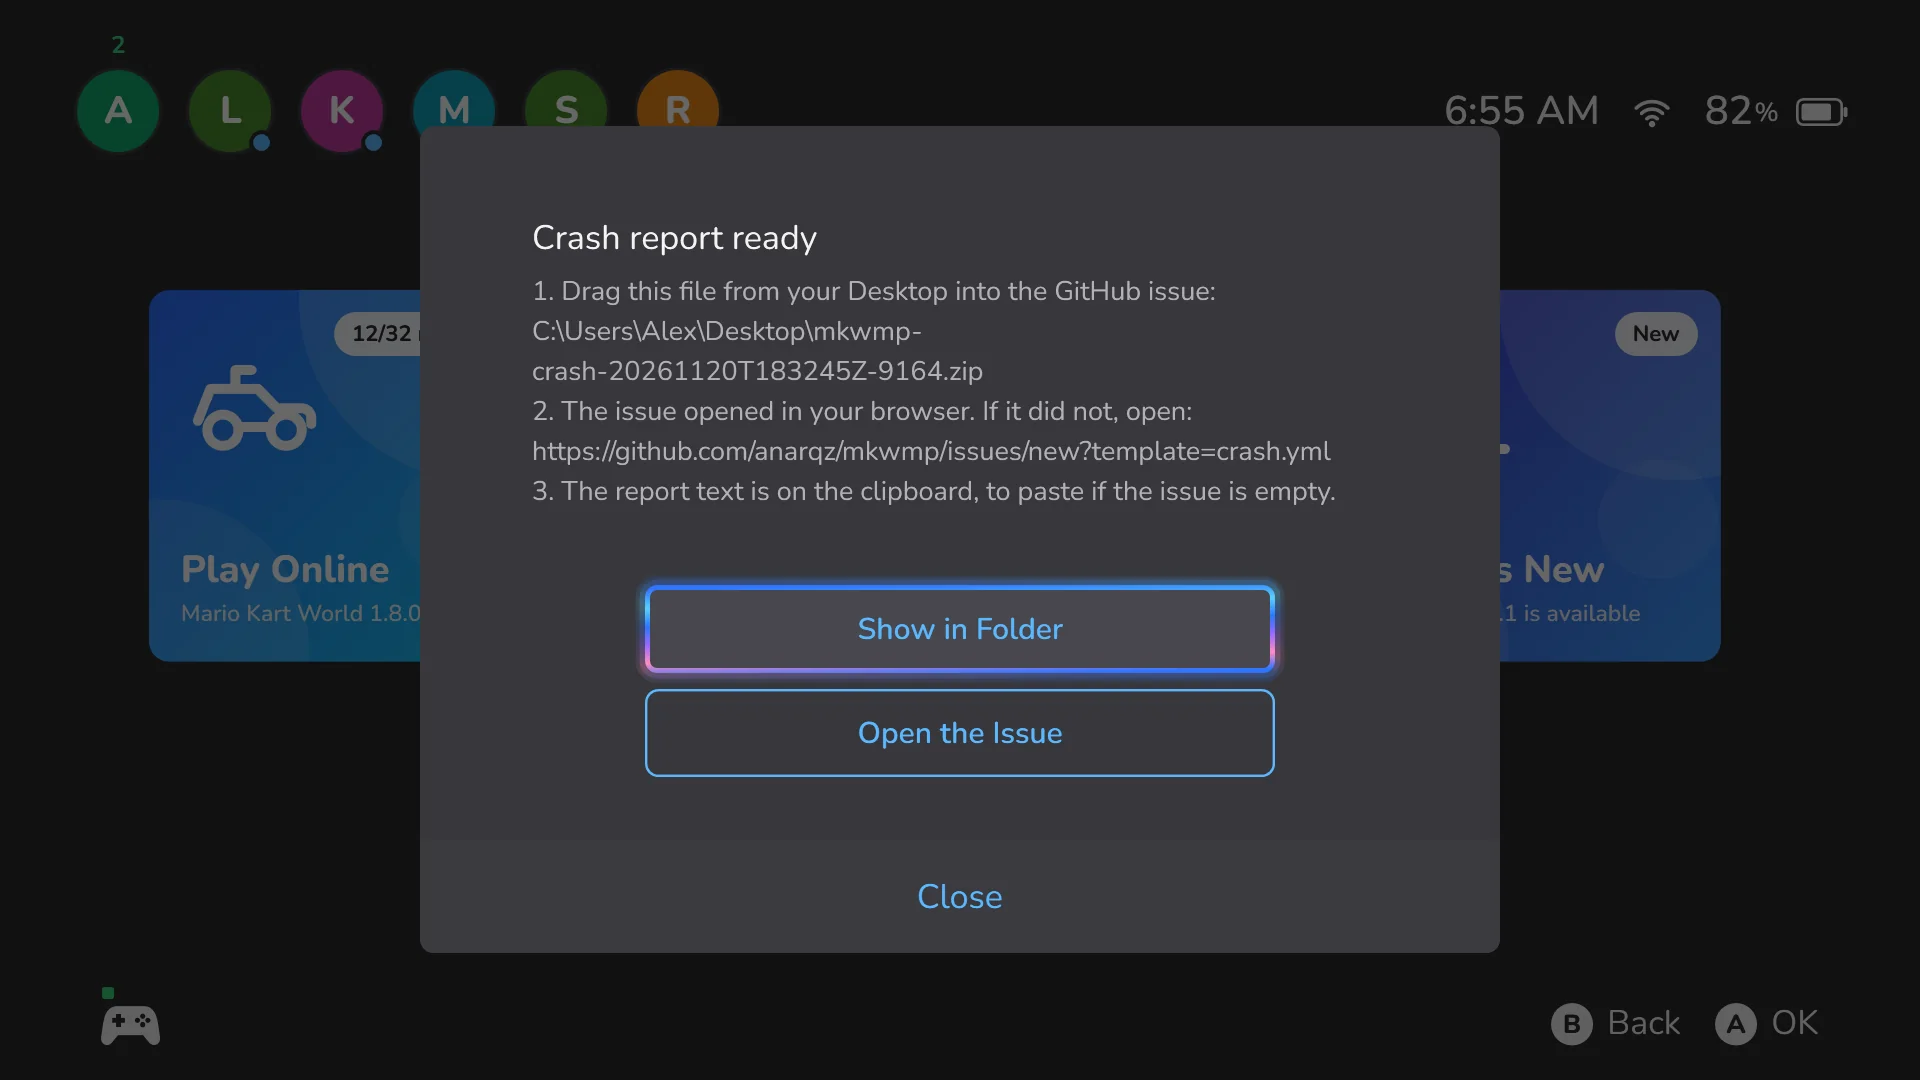 2
A L K M S R
6:55 AM 82%
Crash report ready
1. Drag this file from your Desktop into the GitHub issue:
C:\Users\Alex\Desktop\mkwmp-
crash-20261120T183245Z-9164.zip
2. The issue opened in your browser. If it did not, open:
https://github.com/anarqz/mkwmp/issues/new?template=crash.yml
3. The report text is on the clipboard, to paste if the issue is empty.
12/32
New
Play Online
Mario Kart World 1.8.0
s New
.1 is available
Show in Folder
Open the Issue
Close
B Back A OK